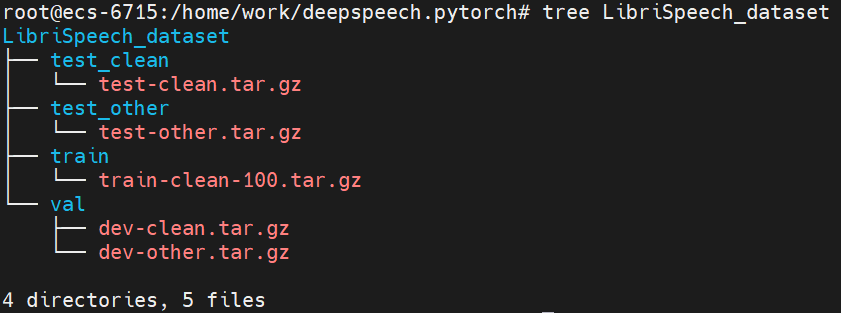 root@ecs-6715:/home/work/deepspeech.pytorch# tree LibriSpeech_dataset
LibriSpeech_dataset
├── test_clean
│   └── test-clean.tar.gz
├── test_other
│   └── test-other.tar.gz
├── train
│   └── train-clean-100.tar.gz
└── val
    ├── dev-clean.tar.gz
    └── dev-other.tar.gz

4 directories, 5 files